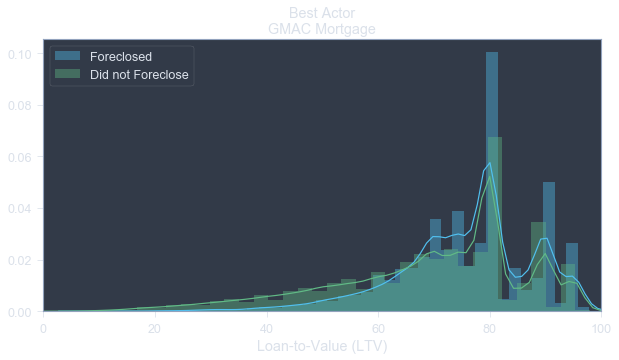 Best Actor
GMAC Mortgage
Foreclosed
Did not Foreclose
0.10
0.08
0.06
0.04
0.02
0.00
0 20 40 60 80 100
Loan-to-Value (LTV)